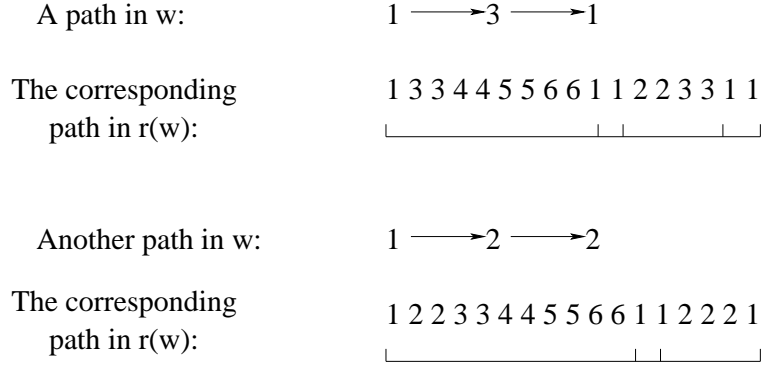 A path in w: 1 3 1
The corresponding
path in r(w):
1 3 3 4 4 5 5 6 6 1 1 2 2 3 3 1 1
Another path in w: 1 2 2
The corresponding
path in r(w):
1 2 2 3 3 4 4 5 5 6 6 1 1 2 2 2 1